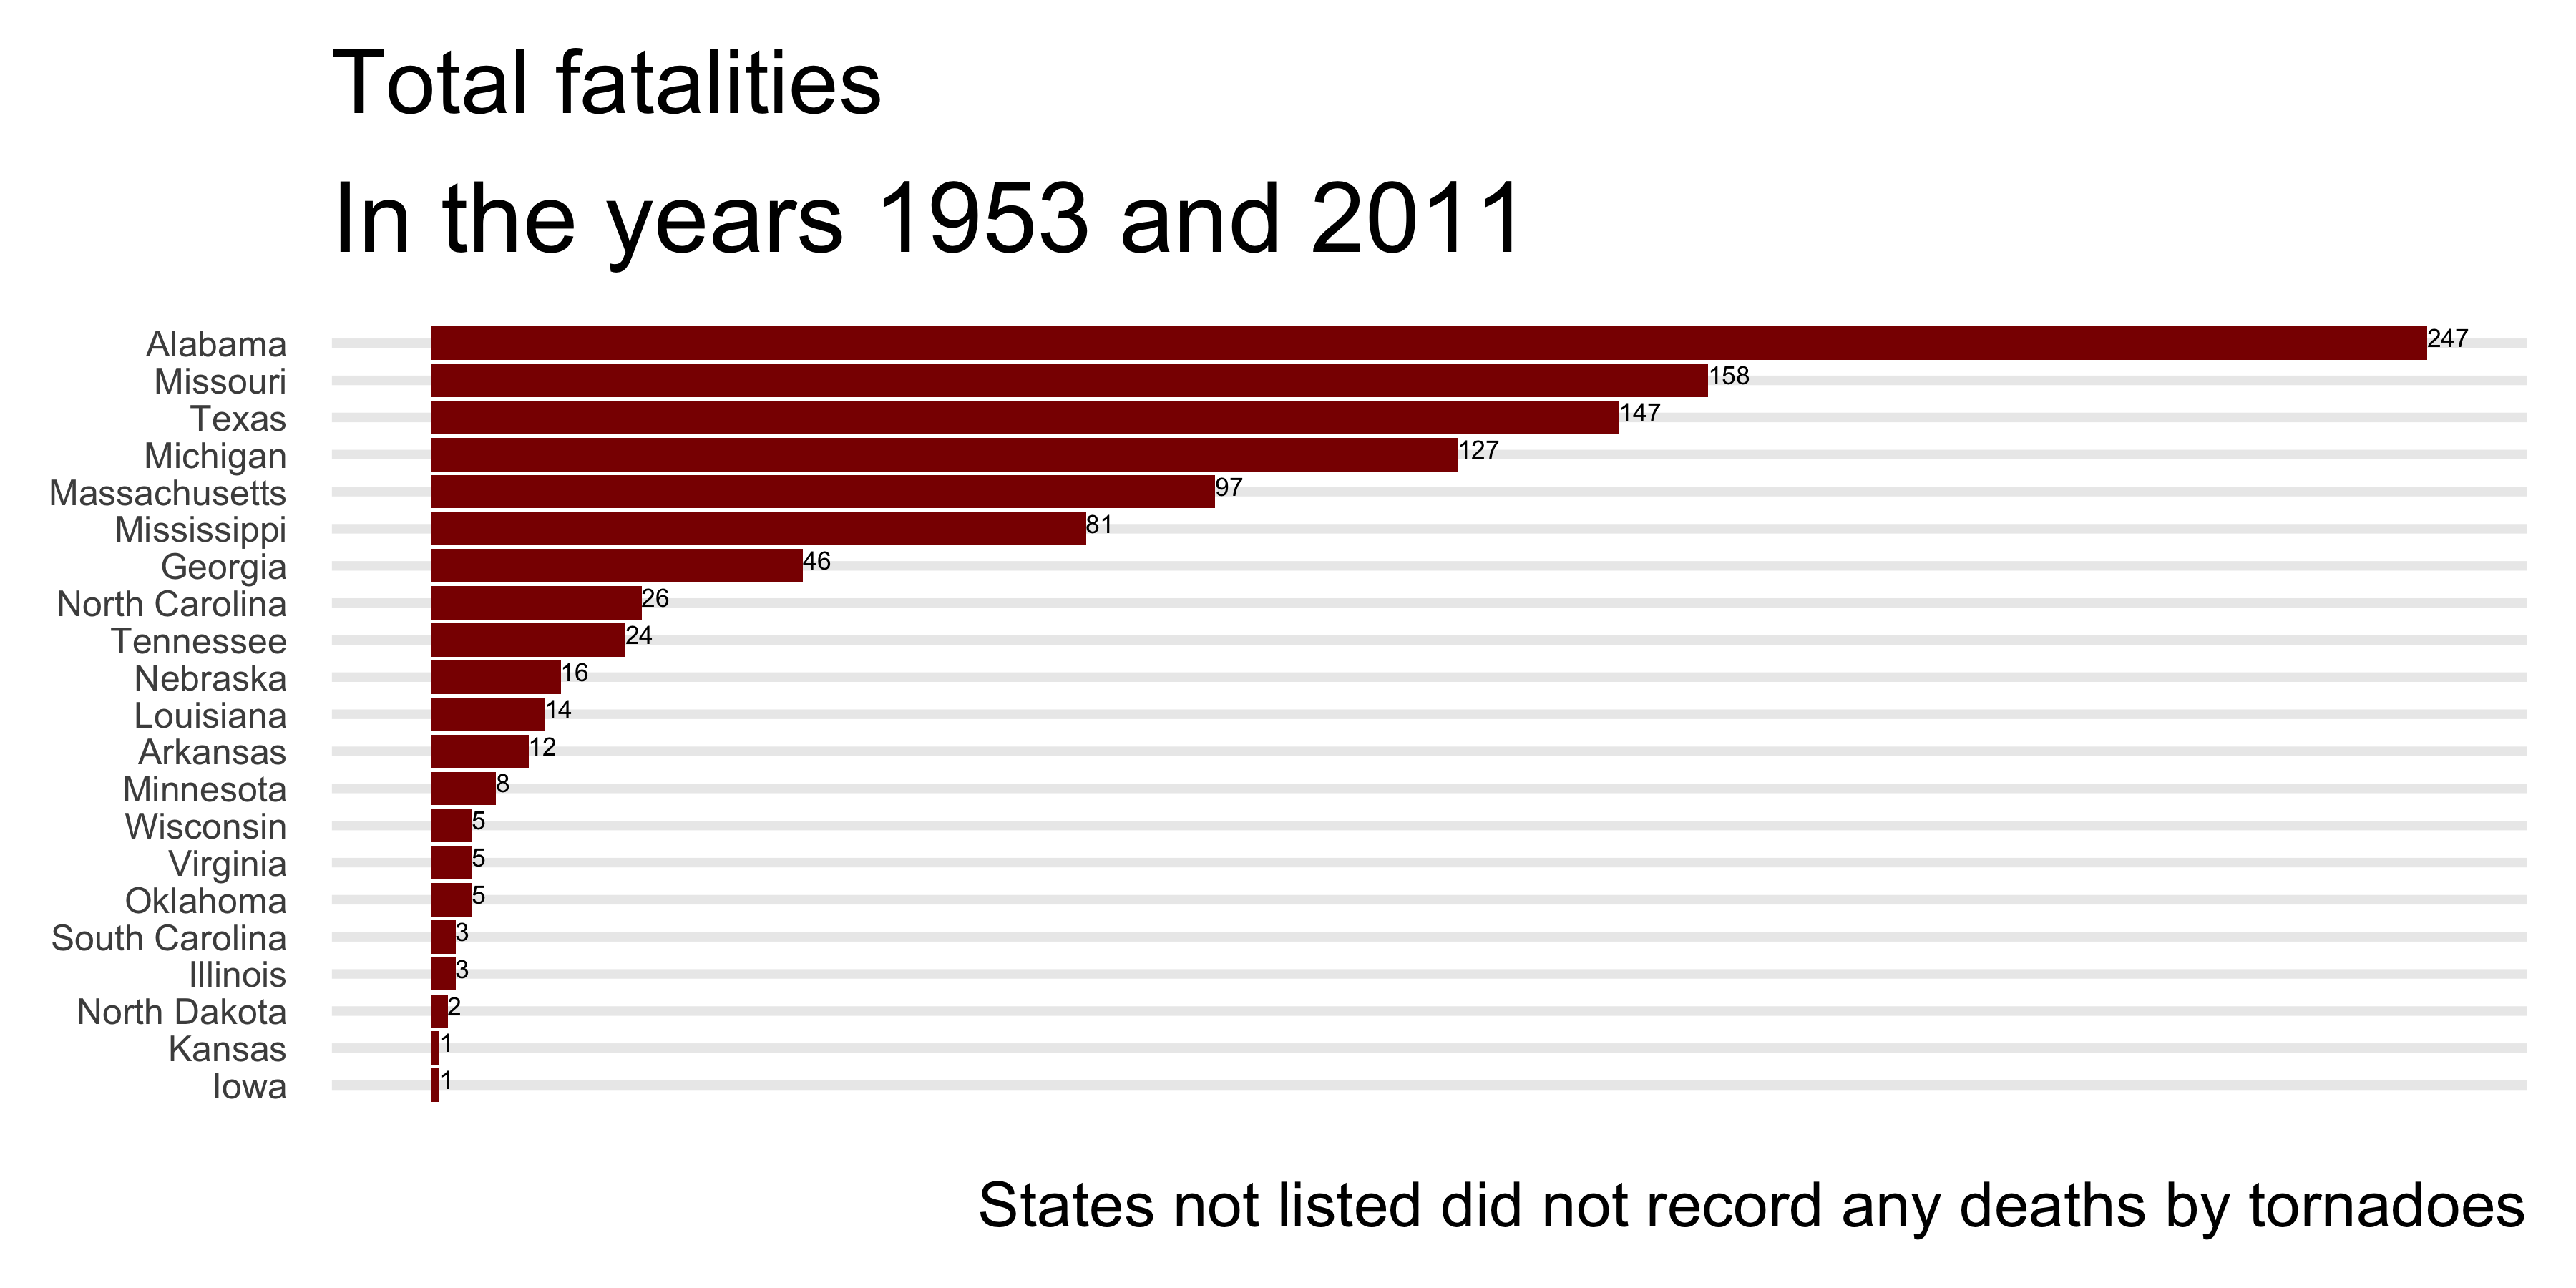 Total fatalities
In the years 1953 and 2011
Alabama 247
Missouri 158
Texas 147
Michigan 127
Massachusetts 97
Mississippi 81
Georgia 46
North Carolina 26
Tennessee 24
Nebraska 16
Louisiana 14
Arkansas 12
Minnesota 8
Wisconsin 5
Virginia 5
Oklahoma 5
South Carolina 3
Illinois 3
North Dakota 2
Kansas 1
Iowa 1
States not listed did not record any deaths by tornadoes